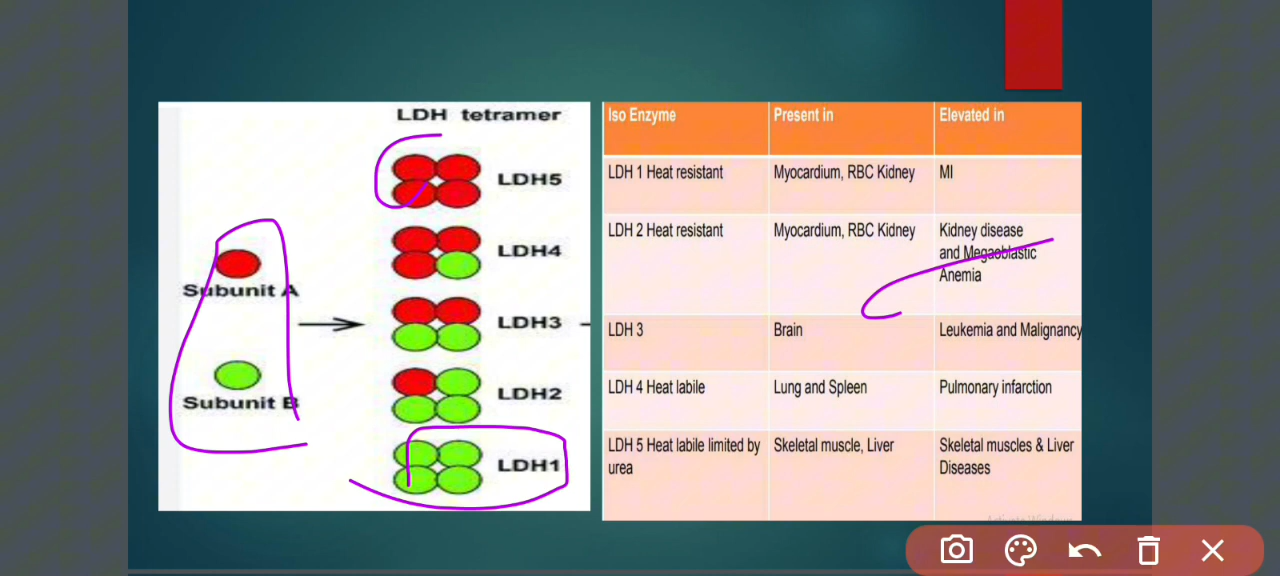 LDH tetramer
LDH5
LDH4
Subunit A
LDH3
LDH2
Subunit B
LDH1
Iso Enzyme Present in Elevated in
LDH 1 Heat resistant Myocardium, RBC Kidney MI
LDH 2 Heat resistant Myocardium, RBC Kidney Kidney disease
and Megaoblastic
Anemia
LDH 3 Brain Leukemia and Malignancy
LDH 4 Heat labile Lung and Spleen Pulmonary infarction
LDH 5 Heat labile limited by Skeletal muscle, Liver Skeletal muscles & Liver
urea Diseases